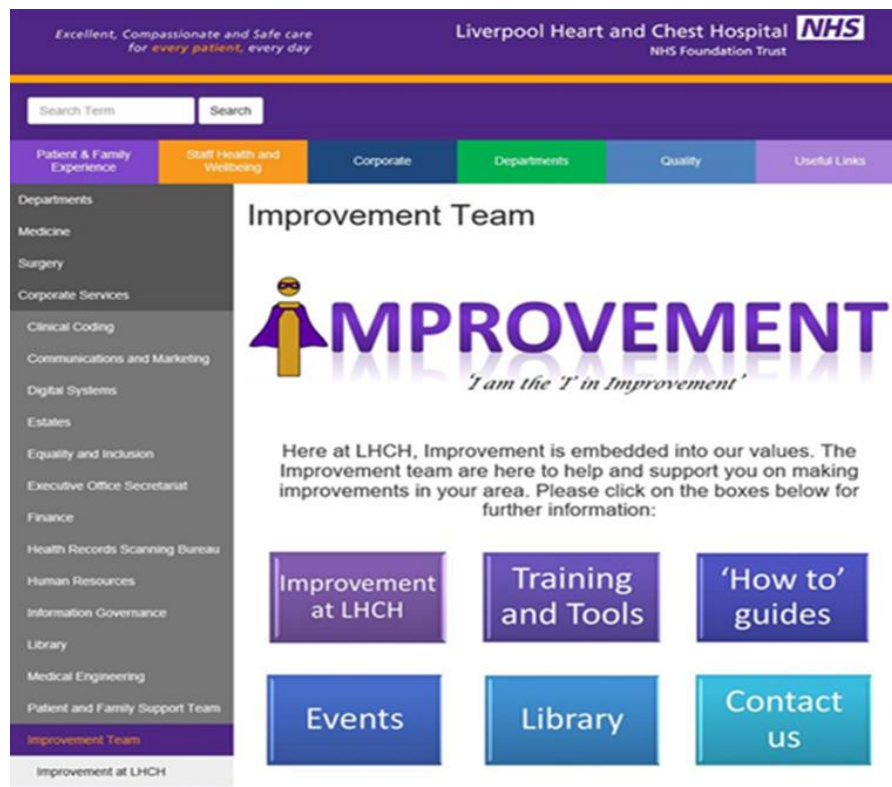 Excellent, Compassionate and Safe care
for every patient, every day
Liverpool Heart and Chest Hospital NHS
NHS Foundation Trust
Search Term
Search
Patient & Family
Experience
Staff Health and
Wellbeing
Corporate
Departments
Quality
Useful Links
Departments
Medicine
Surgery
Corporate Services
Clinical Coding
Communications and Marketing
Digital Systems
Estates
Equality and Inclusion
Executive Office Secretariat
Finance
Health Records Scanning Bureau
Human Resources
Information Governance
Library
Medical Engineering
Patient and Family Support Team
Improvement Team
Improvement at LHCH
Improvement Team
iMPROVEMENT
'I am the 'I' in Improvement'
Here at LHCH, Improvement is embedded into our values. The
Improvement team are here to help and support you on making
improvements in your area. Please click on the boxes below for
further information:
Improvement
at LHCH
Training
and Tools
'How to'
guides
Events
Library
Contact
us